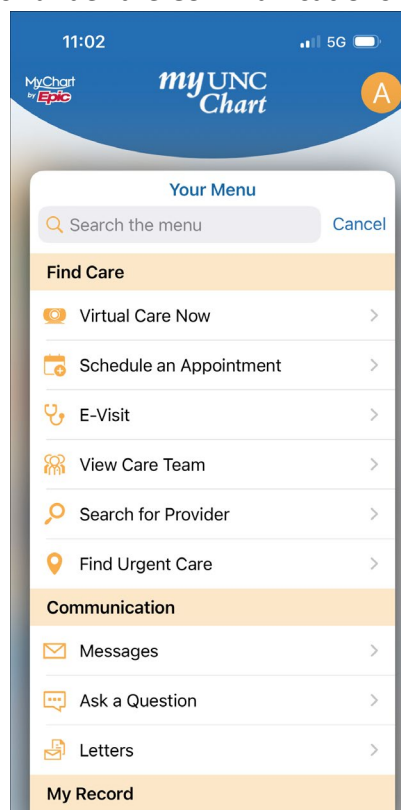 11:02
5G
MyChart
by Epic
my UNC
Chart
A
Your Menu
Search the menu
Cancel
Find Care
Virtual Care Now
Schedule an Appointment
E-Visit
View Care Team
Search for Provider
Find Urgent Care
Communication
Messages
Ask a Question
Letters
My Record